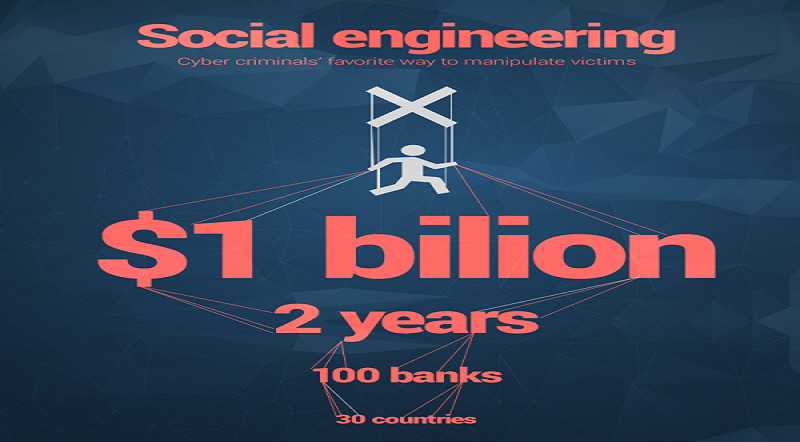 Social engineering
Cyber criminals' favorite way to manipulate victims
$1 bilion
2 years
100 banks
30 countries